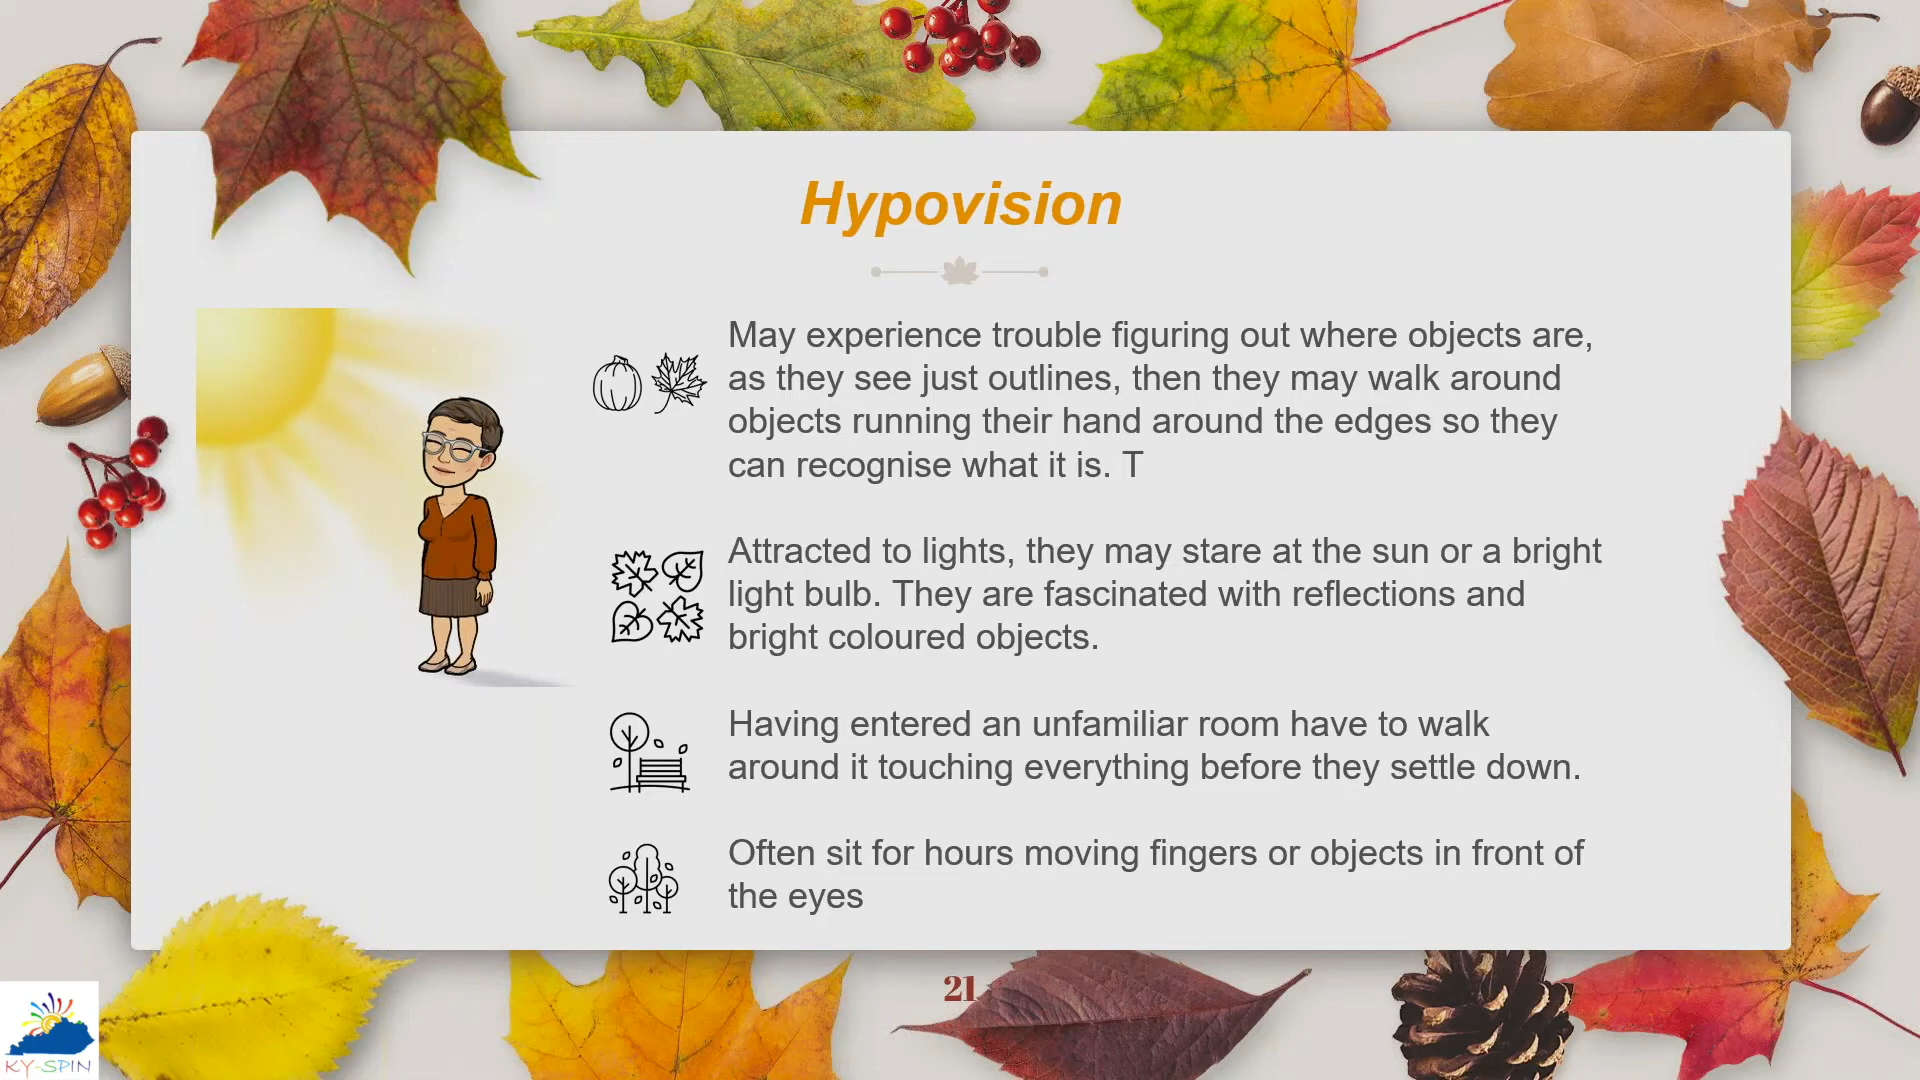 Hypovision
May experience trouble figuring out where objects are,
as they see just outlines, then they may walk around
objects running their hand around the edges so they
can recognise what it is. T
Attracted to lights, they may stare at the sun or a bright
light bulb. They are fascinated with reflections and
bright coloured objects.
Having entered an unfamiliar room have to walk
around it touching everything before they settle down.
Often sit for hours moving fingers or objects in front of
the eyes
21
KY-SPIN